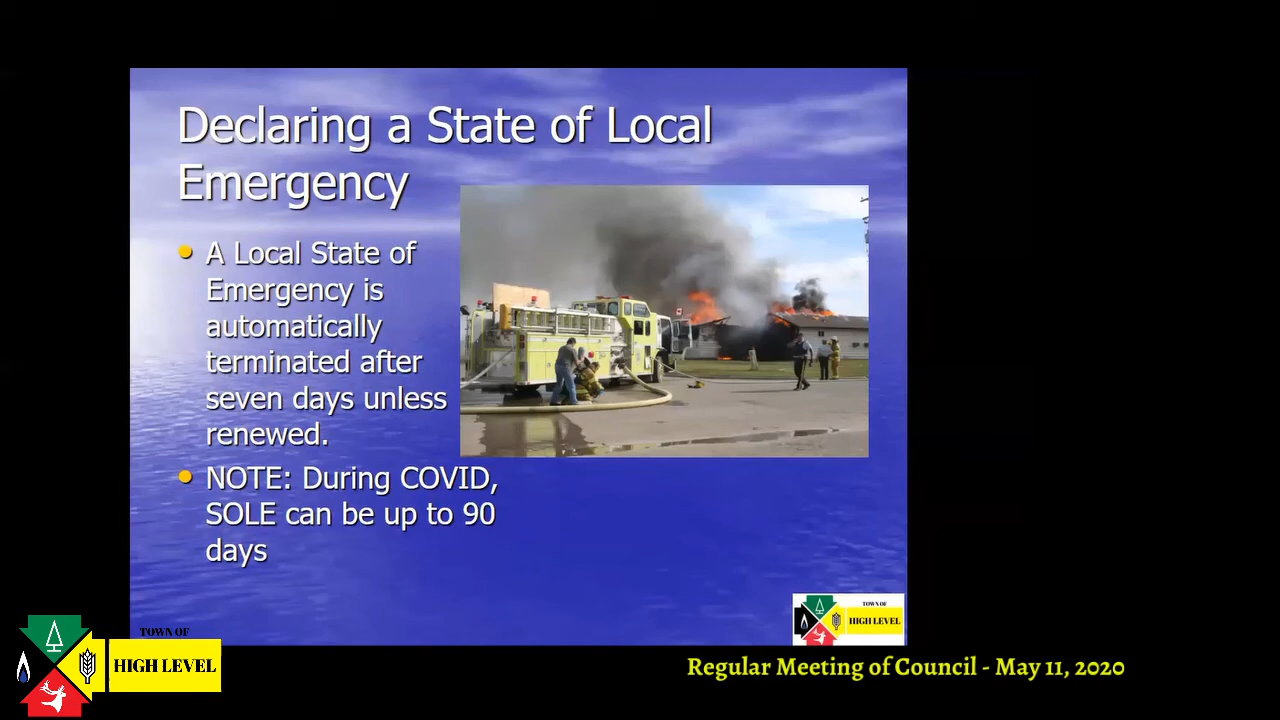 Declaring a State of Local
Emergency
A Local State of
Emergency is
automatically
terminated after
seven days unless
renewed.
NOTE: During COVID,
SOLE can be up to 90
days
TOWN OF
HIGH LEVEL
TOWN OF
HIGH LEVEL
Regular Meeting of Council - May 11, 2020